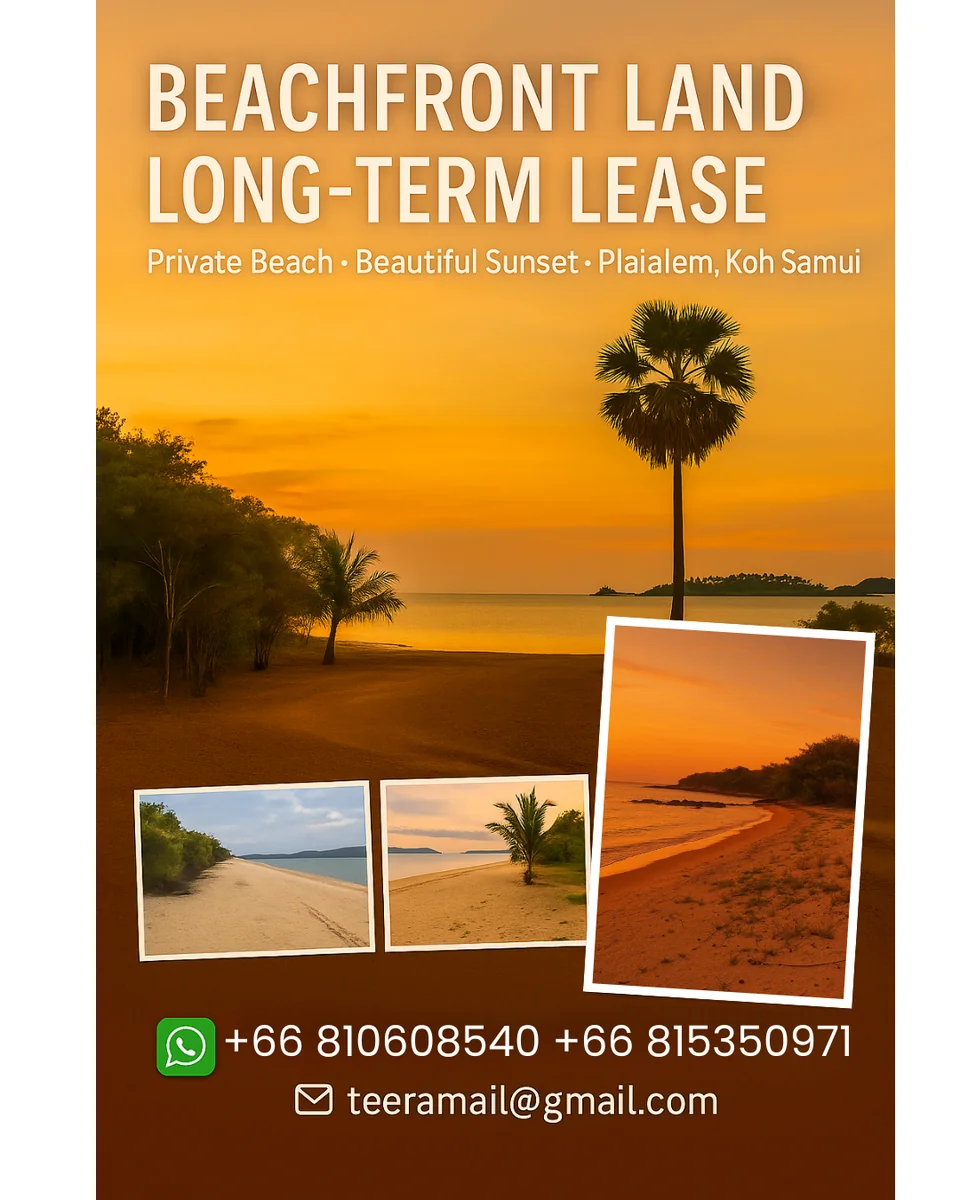 BEACHFRONT LAND
LONG-TERM LEASE
Private Beach • Beautiful Sunset • Plaialem, Koh Samui
+66 810608540 +66 815350971
teeramail@gmail.com